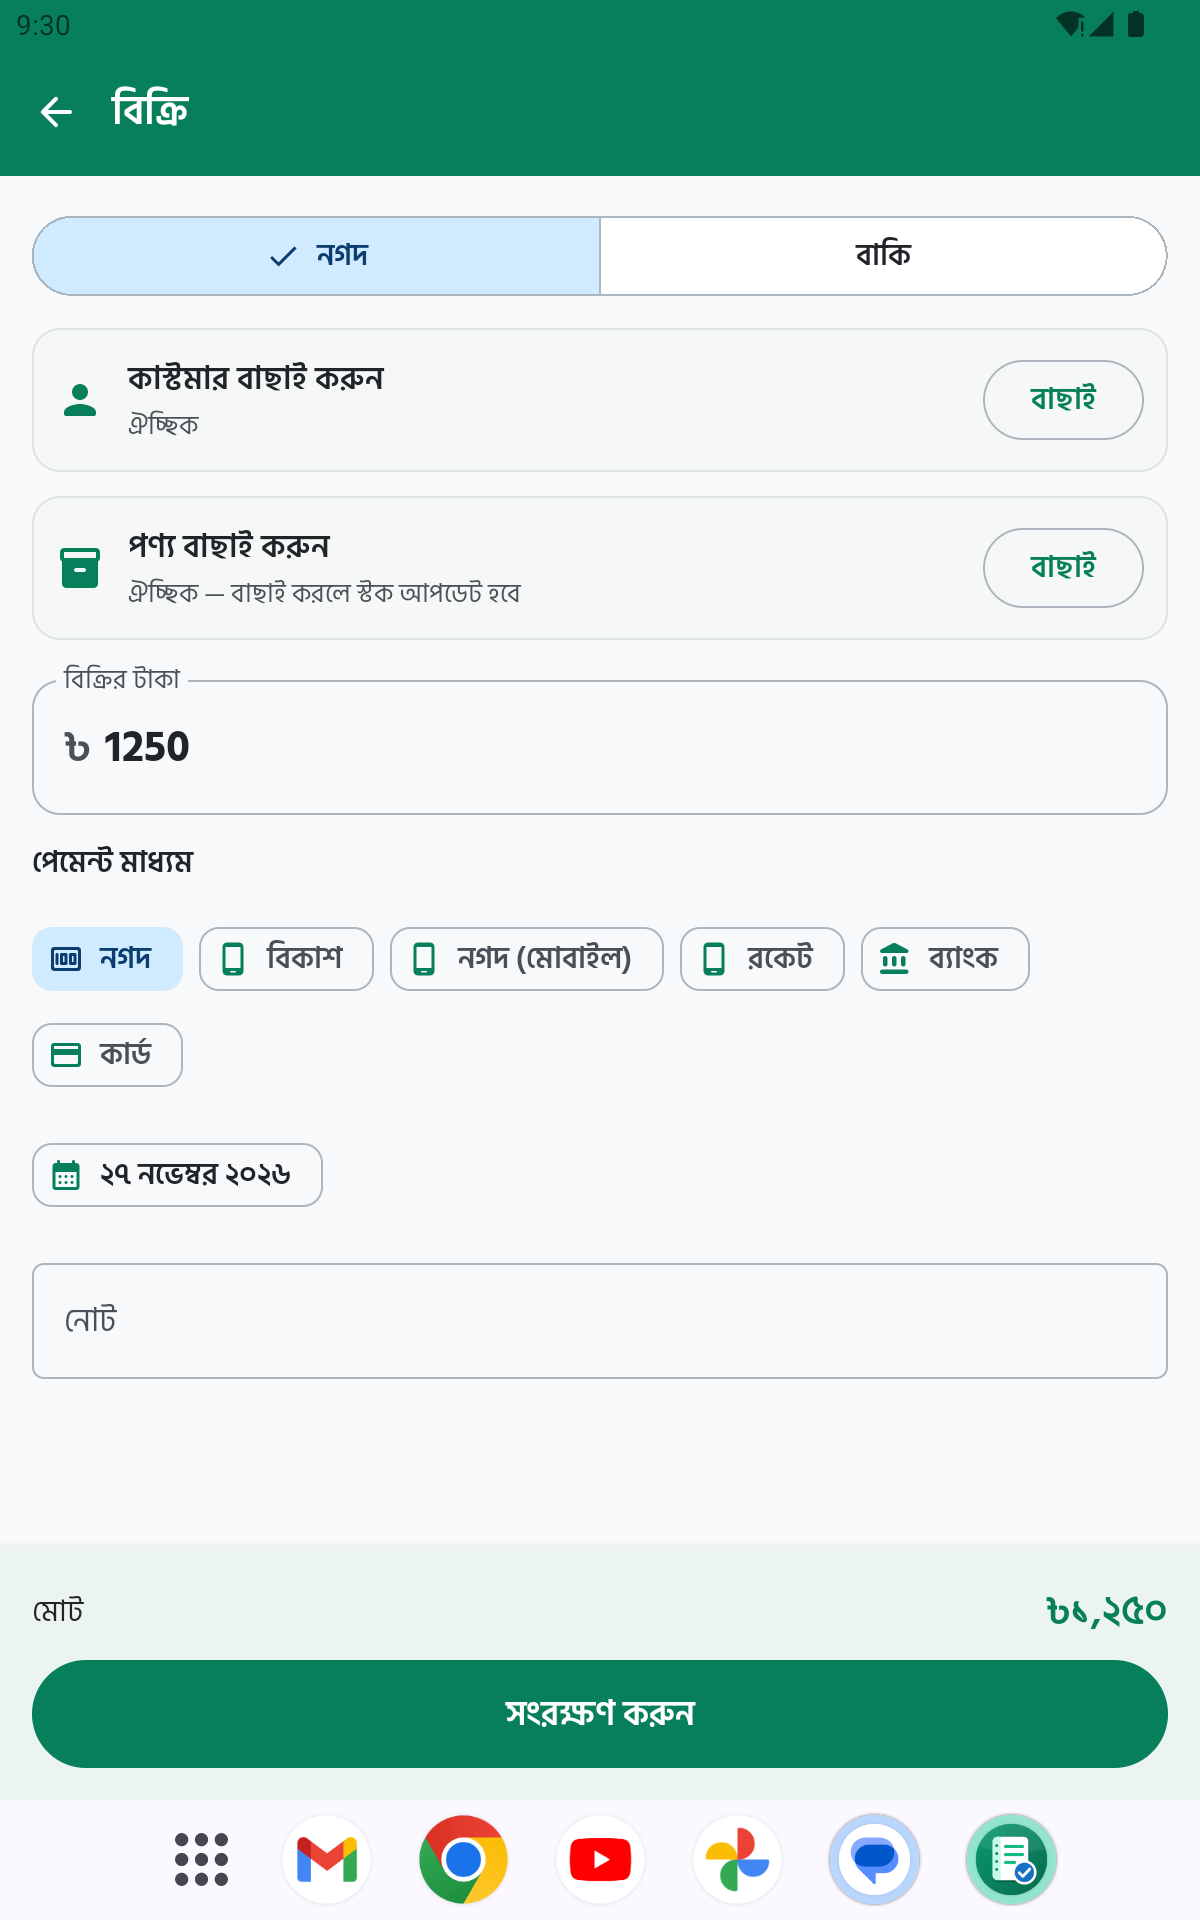 9:30
বিক্রি
নগদ
বাকি
কাস্টমার বাছাই করুন
ঐচ্ছিক
বাছাই
পণ্য বাছাই করুন
ঐচ্ছিক — বাছাই করলে স্টক আপডেট হবে
বাছাই
বিক্রির টাকা
৳ 1250
পেমেন্ট মাধ্যম
নগদ
বিকাশ
নগদ (মোবাইল)
রকেট
ব্যাংক
কার্ড
২৭ নভেম্বর ২০২৬
নোট
মোট
৳১,২৫০
সংরক্ষণ করুন